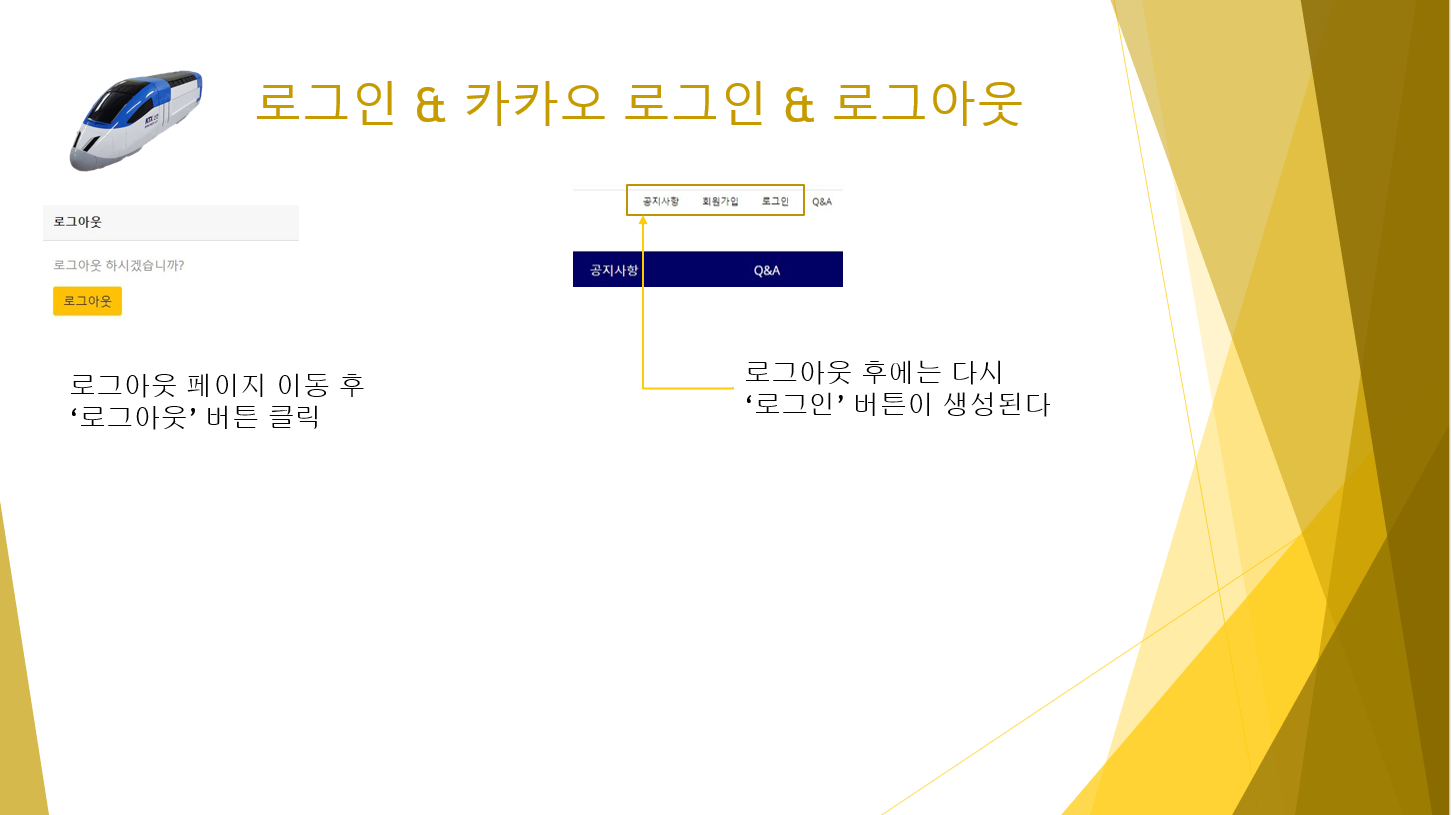 로그인 & 카카오 로그인 & 로그아웃
로그아웃
로그아웃 하시겠습니까?
로그아웃
로그아웃 페이지 이동 후
‘로그아웃’ 버튼 클릭
공지사항 회원가입 로그인 Q&A
공지사항 Q&A
로그아웃 후에는 다시
‘로그인’ 버튼이 생성된다